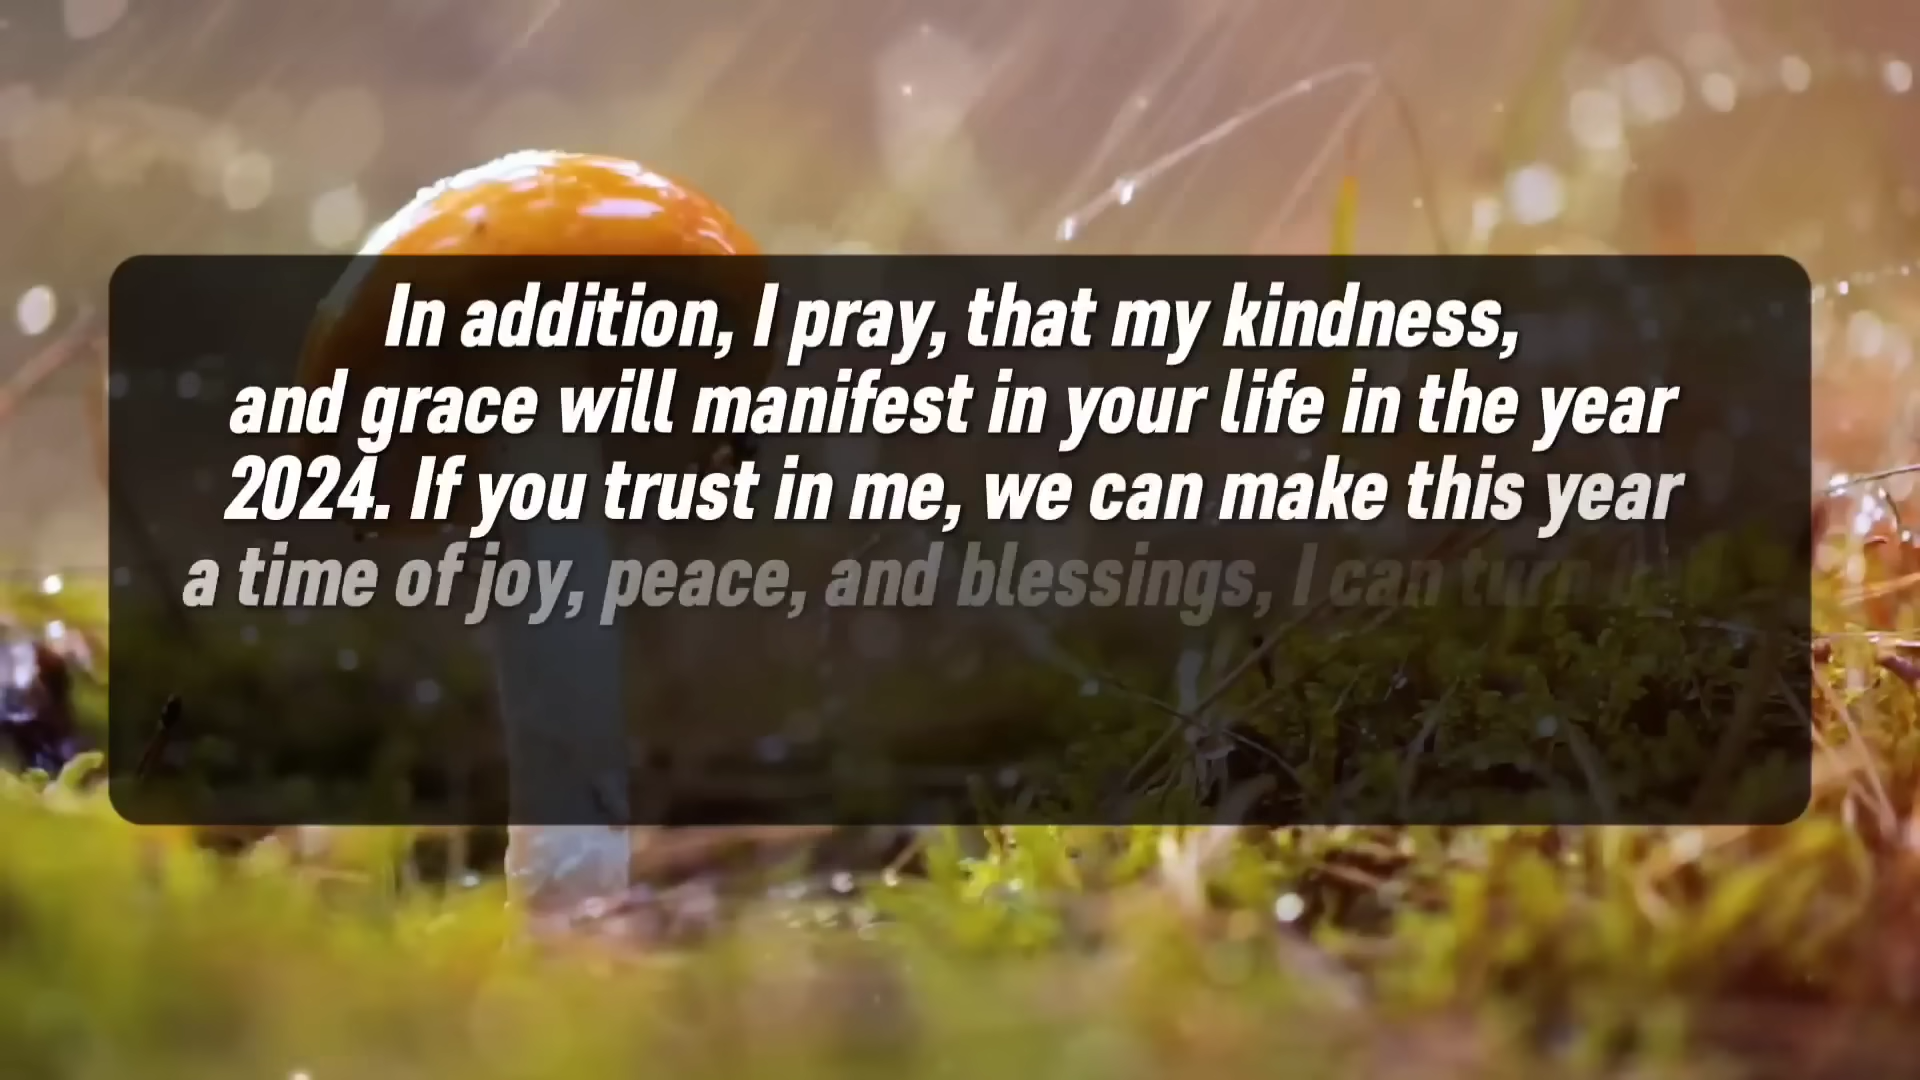 In addition, I pray, that my kindness,
and grace will manifest in your life in the year
2024. If you trust in me, we can make this year
a time of joy, peace, and blessings, I can turn